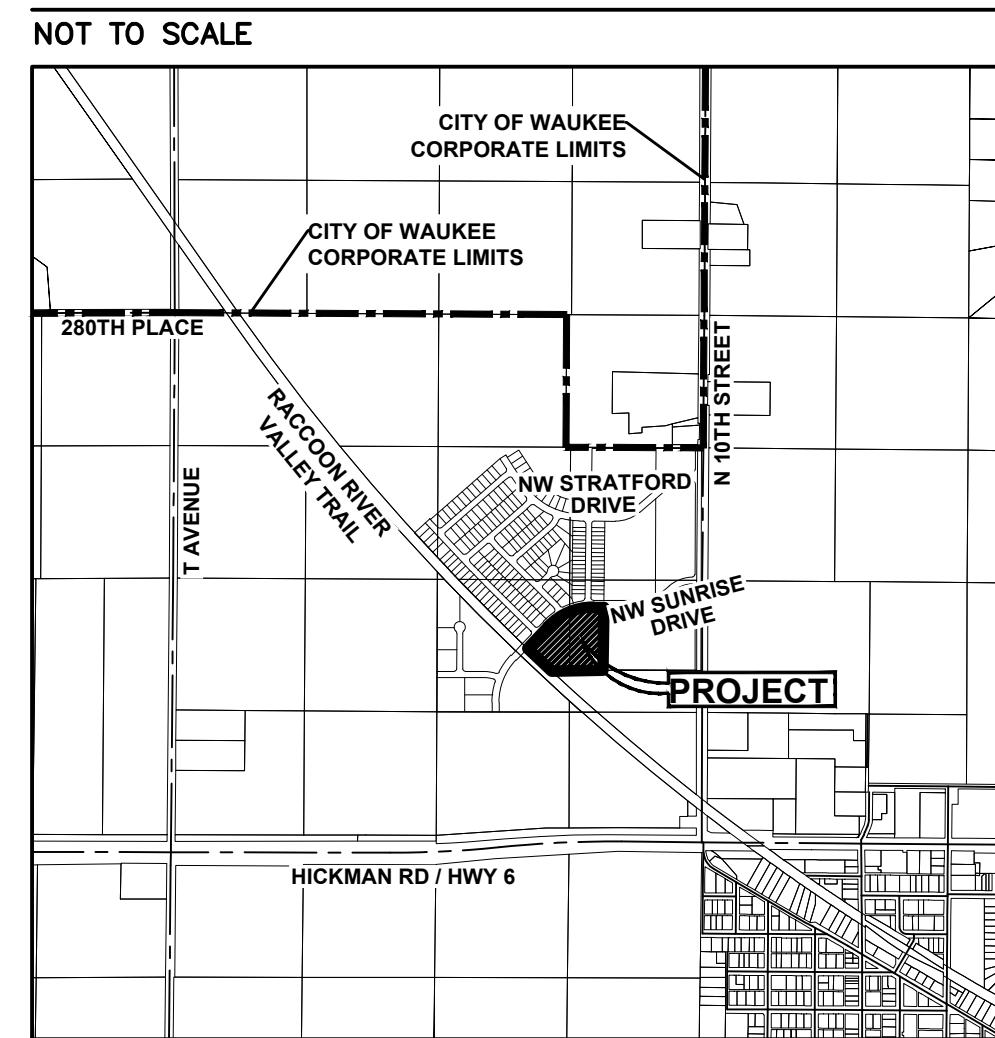 NOT TO SCALE
CITY OF WAUKEE
CORPORATE LIMITS
CITY OF WAUKEE
CORPORATE LIMITS
280TH PLACE
N 10TH STREET
RACCOON RIVER
VALLEY TRAIL
T AVENUE
NW STRATFORD
DRIVE
NW SUNRISE
DRIVE
PROJECT
HICKMAN RD / HWY 6